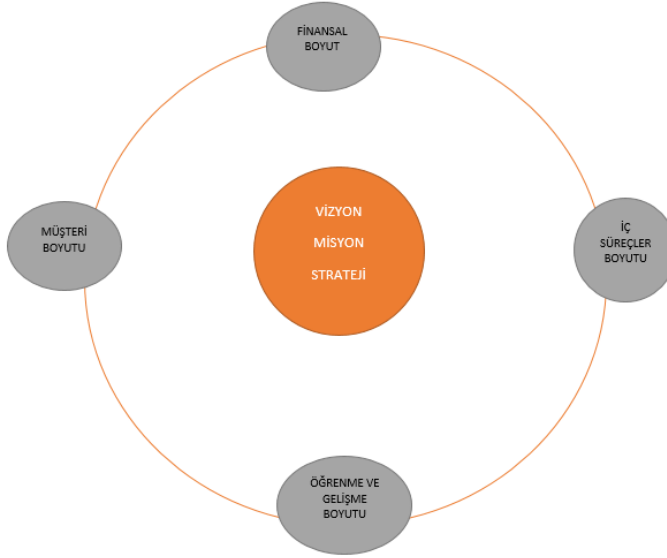 FİNANSAL
BOYUT
VİZYON
MİSYON
STRATEJİ
MÜŞTERİ
BOYUTU
İÇ
SÜREÇLER
BOYUTU
ÖĞRENME VE
GELİŞME
BOYUTU